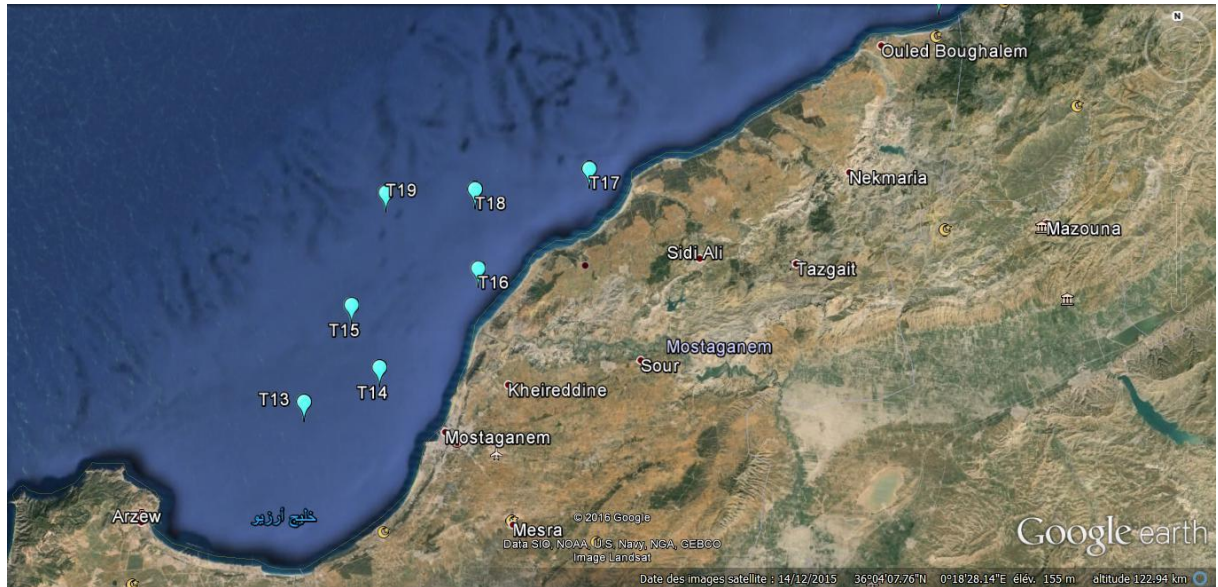 N
Ouled Boughalem
T17
T19
T18
Nekmaria
Mazouna
Sidi Ali
Tazgait
T16
T15
Mostaganem
Sour
T14
Kheireddine
T13
Mostaganem
خليج أرزيو
Arzew
© 2016 Google
Mesra
Data SIO, NOAA, U.S. Navy, NGA, GEBCO
Image Landsat
Google earth
Date des images satellite : 14/12/2015 36°04'07.76"N 0°18'28.14"E élév. 155 m altitude 122.94 km